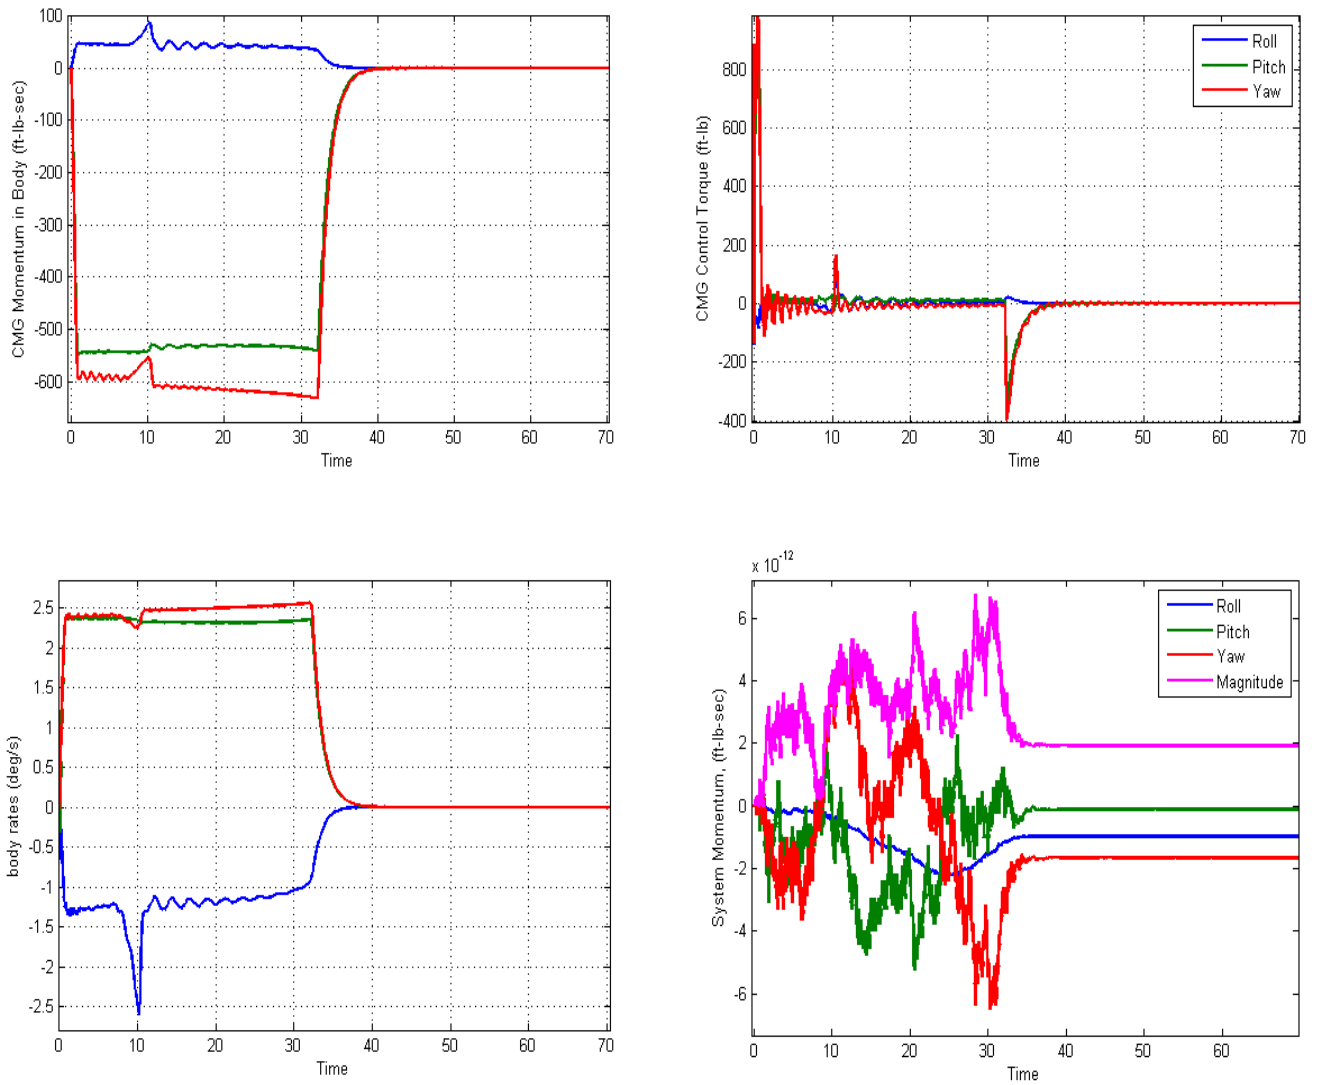 100
0
-100
-200
-300
-400
-500
-600
CMG Momentum in Body (ft-lb-sec)
0 10 20 30 40 50 60 70
Time
800
600
400
200
0
-200
-400
CMG Control Torque (ft-lb)
Roll
Pitch
Yaw
0 10 20 30 40 50 60 70
Time
2.5
2
1.5
1
0.5
0
-0.5
-1
-1.5
-2
-2.5
body rates (deg/s)
0 10 20 30 40 50 60 70
Time
x 10-12
6
4
2
0
-2
-4
-6
System Momentum, (ft-lb-sec)
Roll
Pitch
Yaw
Magnitude
0 10 20 30 40 50 60
Time